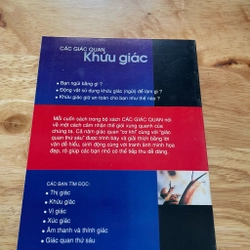 CÁC GIÁC QUAN
Khứu giác
• Bạn ngửi bằng gì ?
• Động vật sử dụng khứu giác (ngửi) để làm gì ?
• Khứu giác giữ an toàn cho bạn như thế nào ?
Mỗi cuốn sách trong bộ sách CÁC GIÁC QUAN nói
về một cách cảm nhận thế giới xung quanh của
chúng ta. Cả năm giác quan "cơ khí" cùng với "giác
quan thứ sáu" được trình bày và giải thích bằng lời
văn dễ hiểu, sinh động cùng với tranh ảnh minh họa
đẹp, rõ giúp các bạn nhỏ có thể tiếp thu dễ dàng.
CÁC BẠN TÌM ĐỌC:
• Thị giác
• Khứu giác
• Vị giác
• Xúc giác
• Âm thanh và thính giác
• Giác quan thứ sáu